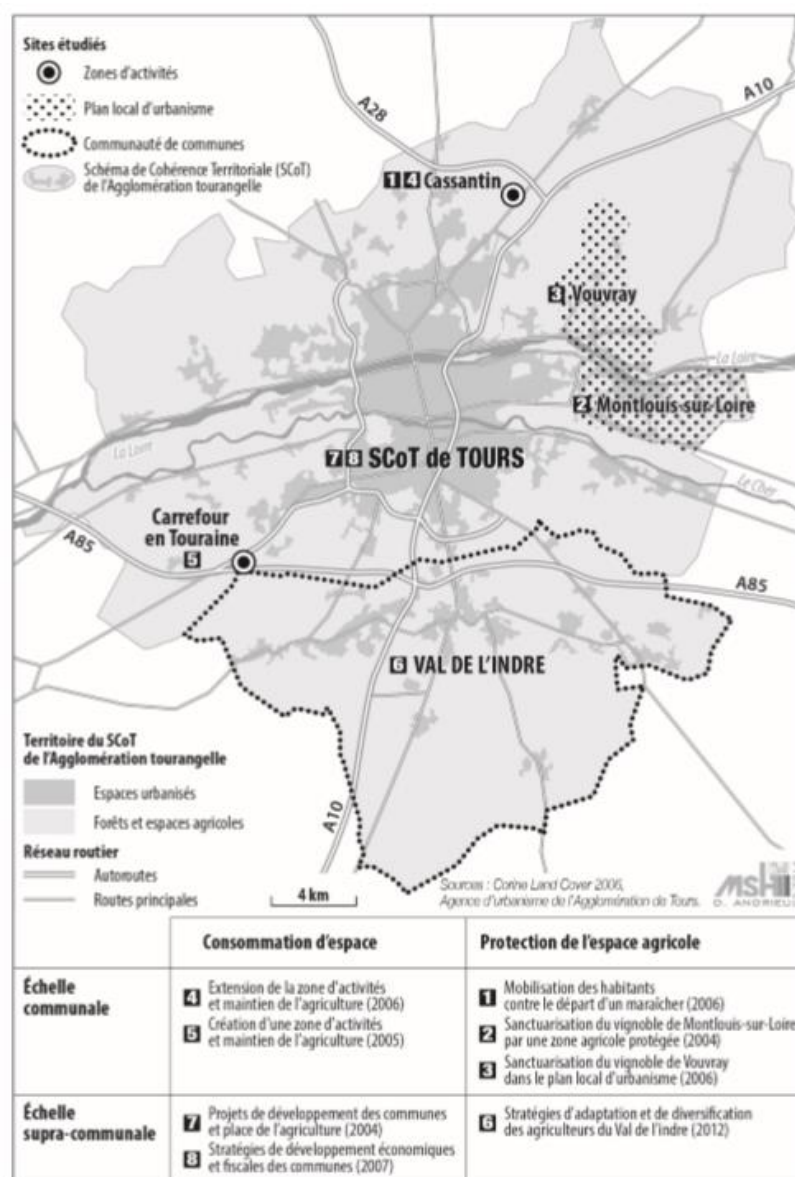 Sites étudiés
Zones d'activités
Plan local d'urbanisme
Communauté de communes
Schéma de Cohérence Territoriale (SCoT)
de l'Agglomération tourangelle
A28
A10
1 4 Cassantin
3 Vouvray
La Loire
2 Montlouis-sur-Loire
La Loire
7 8 SCoT de TOURS
Le Cher
Carrefour
en Touraine
5
A85
A85
6 VAL DE L'INDRE
A10
Territoire du SCoT
de l'Agglomération tourangelle
Espaces urbanisés
Forêts et espaces agricoles
Réseau routier
Autoroutes
Routes principales
4 km
Sources : Corine Land Cover 2006,
Agence d'urbanisme de l'Agglomération de Tours.
MSH
D. ANDRIEU
Consommation d'espace
Protection de l'espace agricole
Échelle
communale
4 Extension de la zone d'activités
et maintien de l'agriculture (2006)
5 Création d'une zone d'activités
et maintien de l'agriculture (2005)
1 Mobilisation des habitants
contre le départ d'un maraîcher (2006)
2 Sanctuarisation du vignoble de Montlouis-sur-Loire
par une zone agricole protégée (2004)
3 Sanctuarisation du vignoble de Vouvray
dans le plan local d'urbanisme (2006)
Échelle
supra-communale
7 Projets de développement des communes
et place de l'agriculture (2004)
8 Stratégies de développement économiques
et fiscales des communes (2007)
6 Stratégies d'adaptation et de diversification
des agriculteurs du Val de l'indre (2012)